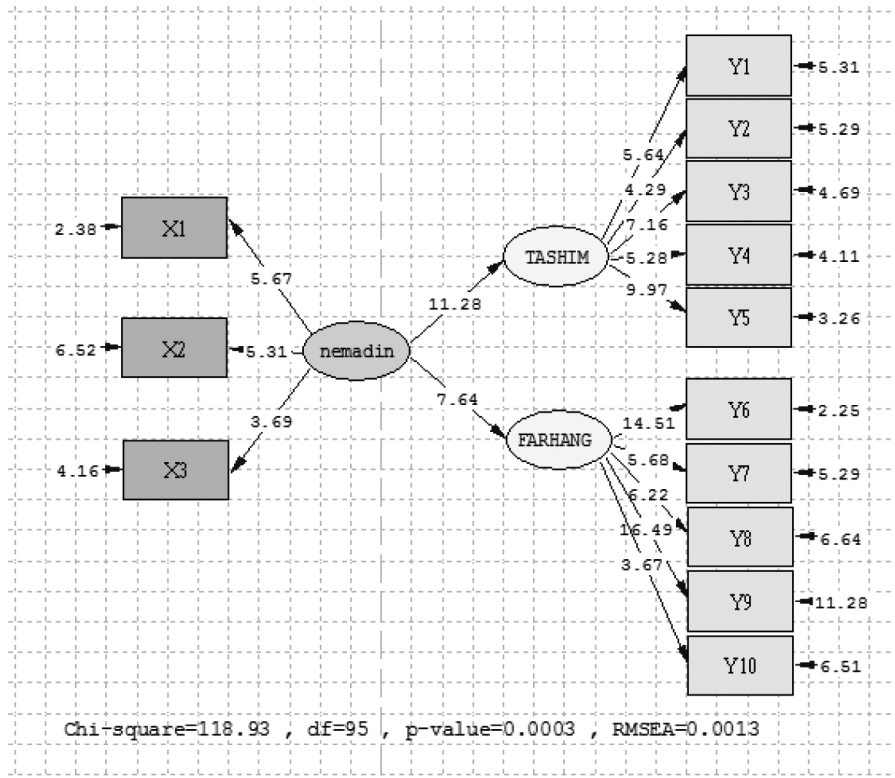 Y1
5.31
Y2
5.29
5.64
4.29
Y3
4.69
7.16
X1
2.38
TASHIM
5.28
Y4
4.11
5.67
9.97
11.28
Y5
3.26
X2
6.52
5.31
nemadin
7.64
Y6
2.25
14.51
3.69
FARHANG
5.68
Y7
5.29
X3
4.16
6.22
16.49
Y8
6.64
3.67
Y9
11.28
Y10
6.51
Chi-square=118.93 , df=95 , p-value=0.0003 , RMSEA=0.0013